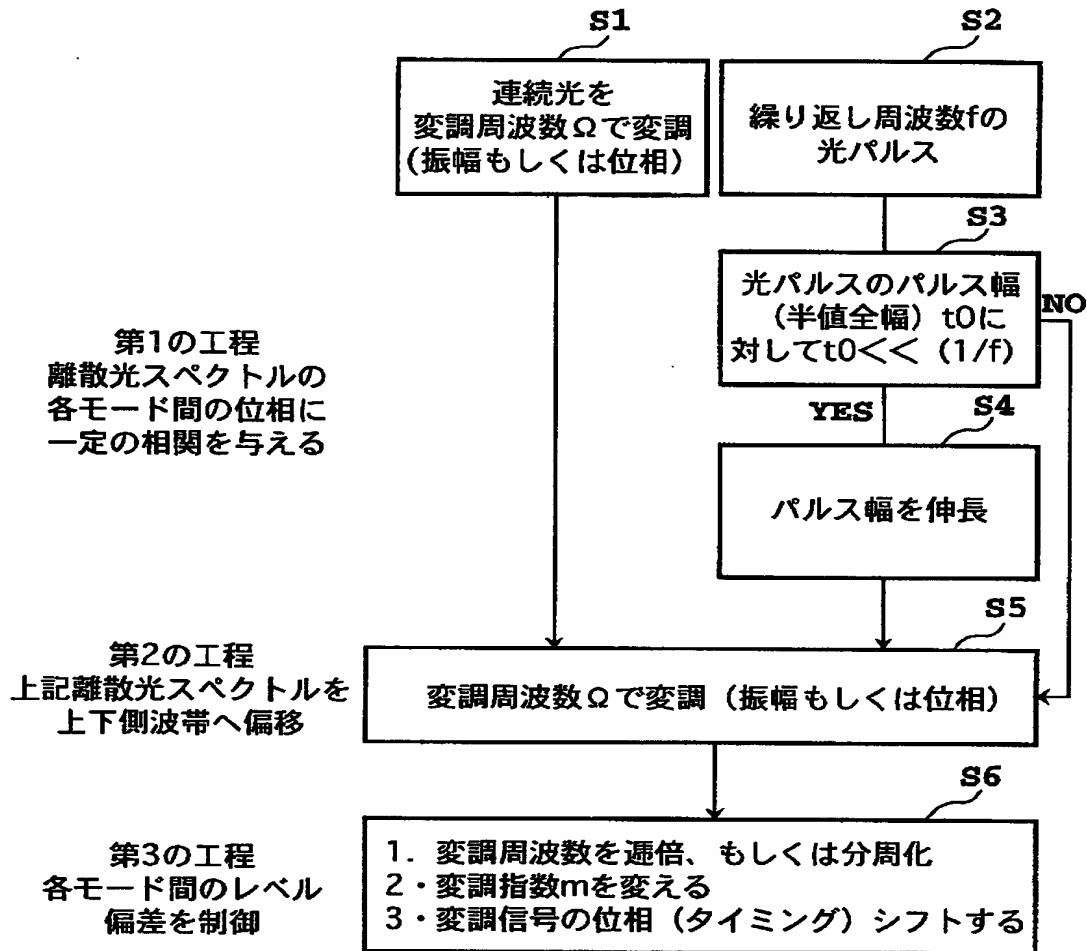 S1
連続光を
変調周波数Ωで変調
(振幅もしくは位相)
S2
繰り返し周波数fの
光パルス
S3
光パルスのパルス幅
(半値全幅) t0に
対してt0<< (1/f)
NO
YES
第1の工程
離散光スペクトルの
各モード間の位相に
一定の相関を与える
S4
パルス幅を伸長
S5
第2の工程
上記離散光スペクトルを
上下側波帯へ偏移
変調周波数Ωで変調 (振幅もしくは位相)
S6
第3の工程
各モード間のレベル
偏差を制御
1. 変調周波数を逓倍、もしくは分周化
2・変調指数mを変える
3・変調信号の位相 (タイミング) シフトする